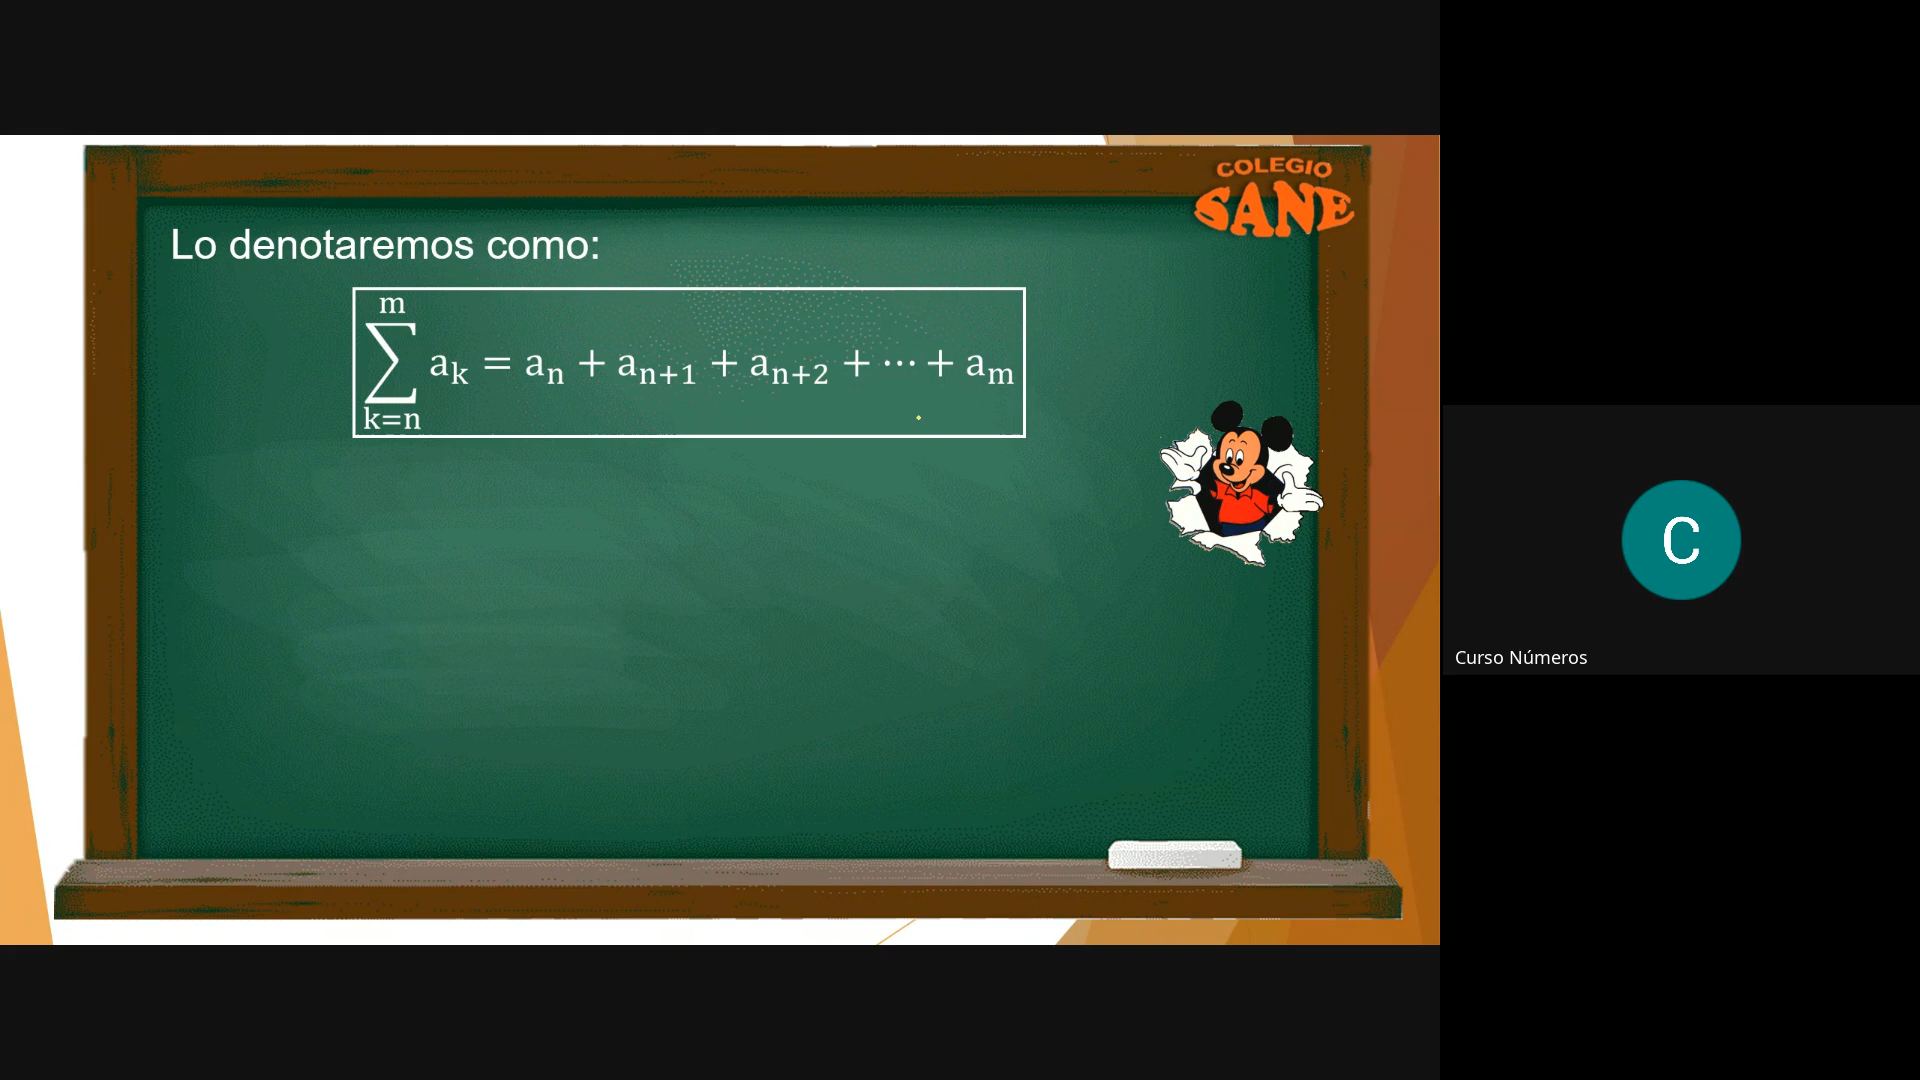 COLEGIO
SANE
Lo denotaremos como:
m
∑ aₖ = aₙ + aₙ₊₁ + aₙ₊₂ + ⋯ + aₘ
k=n
C
Curso Números